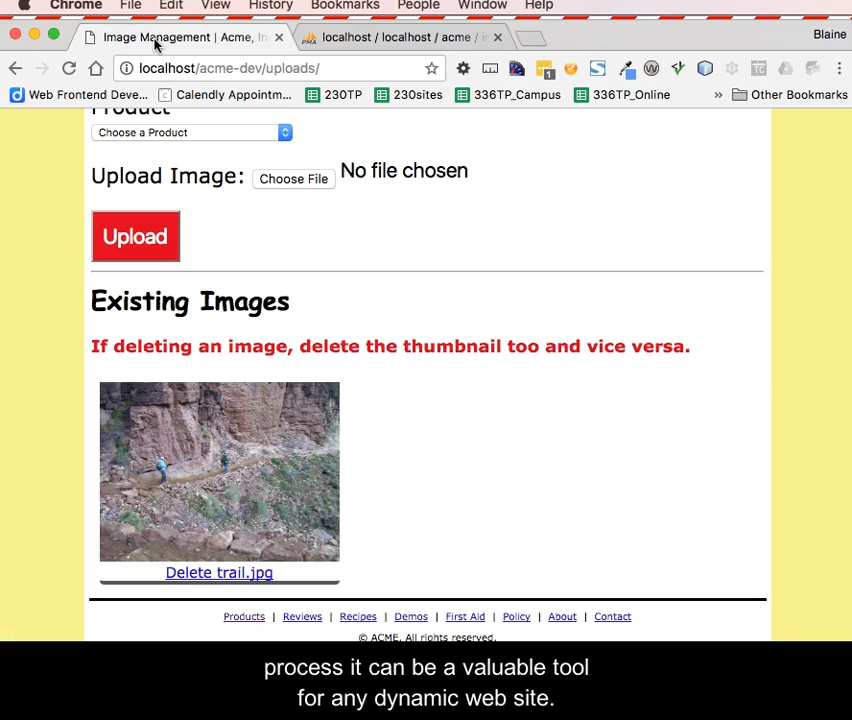 Chrome File Edit View History Bookmarks People Window Help
Image Management | Acme, In
localhost / localhost / acme / i
Blaine
localhost/acme-dev/uploads/
Web Frontend Deve...
Calendly Appointm...
230TP
230sites
336TP_Campus
336TP_Online
» Other Bookmarks
Product
Choose a Product
Upload Image: Choose File No file chosen
Upload
Existing Images
If deleting an image, delete the thumbnail too and vice versa.
Delete trail.jpg
Products | Reviews | Recipes | Demos | First Aid | Policy | About | Contact
© ACME, All rights reserved.
process it can be a valuable tool
for any dynamic web site.